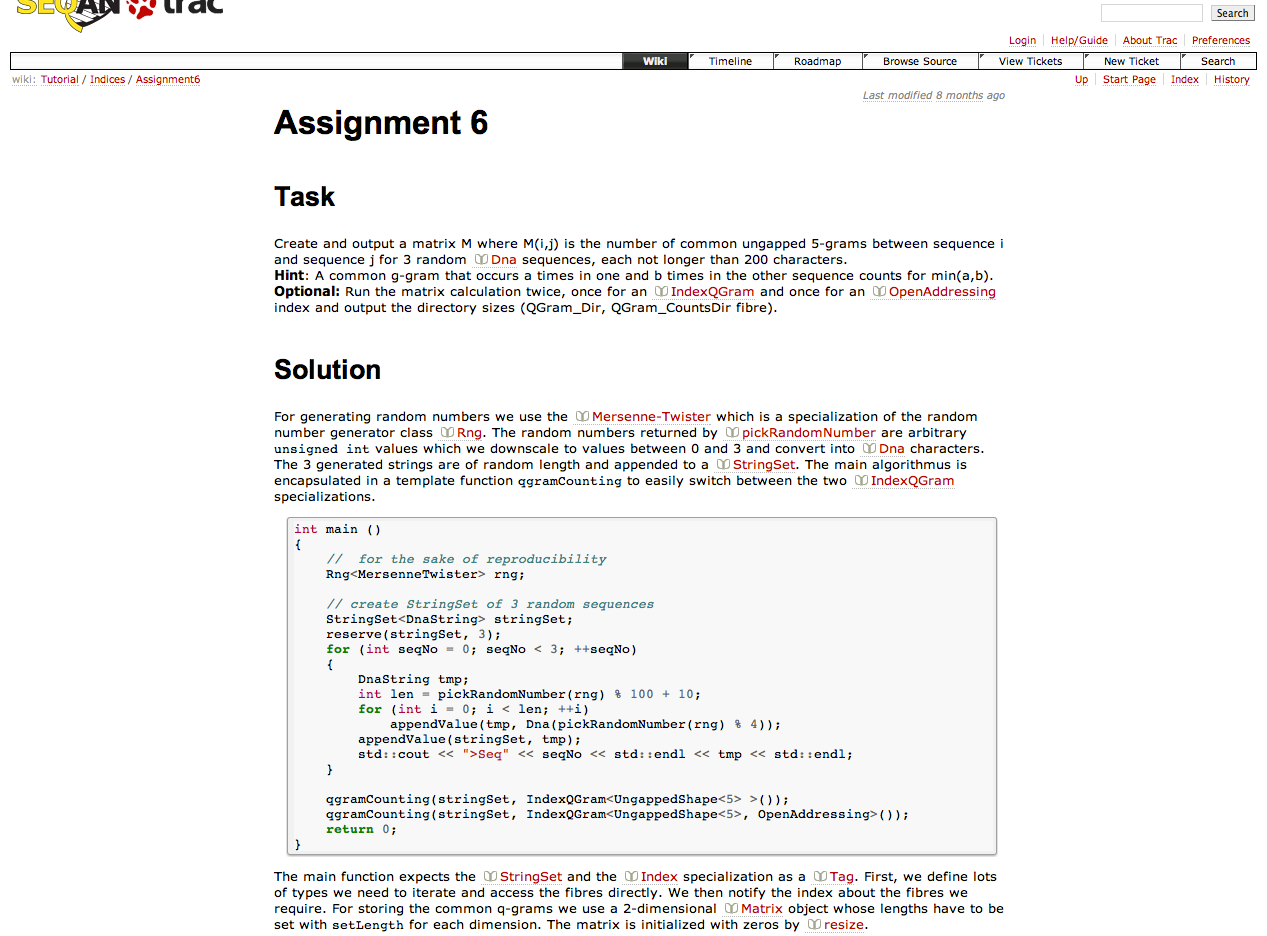 SEQAN trac
Search
Login Help/Guide About Trac Preferences
Wiki Timeline Roadmap Browse Source View Tickets New Ticket Search
wiki: Tutorial / Indices / Assignment6
Up Start Page Index History
Last modified 8 months ago
Assignment 6
Task
Create and output a matrix M where M(i,j) is the number of common ungapped 5-grams between sequence i
and sequence j for 3 random Dna sequences, each not longer than 200 characters.
Hint: A common g-gram that occurs a times in one and b times in the other sequence counts for min(a,b).
Optional: Run the matrix calculation twice, once for an IndexQGram and once for an OpenAddressing
index and output the directory sizes (QGram_Dir, QGram_CountsDir fibre).
Solution
For generating random numbers we use the Mersenne-Twister which is a specialization of the random
number generator class Rng. The random numbers returned by pickRandomNumber are arbitrary
unsigned int values which we downscale to values between 0 and 3 and convert into Dna characters.
The 3 generated strings are of random length and appended to a StringSet. The main algorithmus is
encapsulated in a template function qgramCounting to easily switch between the two IndexQGram
specializations.
int main ()
{
    //  for the sake of reproducibility
    Rng<MersenneTwister> rng;
    // create StringSet of 3 random sequences
    StringSet<DnaString> stringSet;
    reserve(stringSet, 3);
    for (int seqNo = 0; seqNo < 3; ++seqNo)
    {
        DnaString tmp;
        int len = pickRandomNumber(rng) % 100 + 10;
        for (int i = 0; i < len; ++i)
            appendValue(tmp, Dna(pickRandomNumber(rng) % 4));
        appendValue(stringSet, tmp);
        std::cout << ">Seq" << seqNo << std::endl << tmp << std::endl;
    }
    qgramCounting(stringSet, IndexQGram<UngappedShape<5> >());
    qgramCounting(stringSet, IndexQGram<UngappedShape<5>, OpenAddressing>());
    return 0;
}
The main function expects the StringSet and the Index specialization as a Tag. First, we define lots
of types we need to iterate and access the fibres directly. We then notify the index about the fibres we
require. For storing the common q-grams we use a 2-dimensional Matrix object whose lengths have to be
set with setLength for each dimension. The matrix is initialized with zeros by resize.